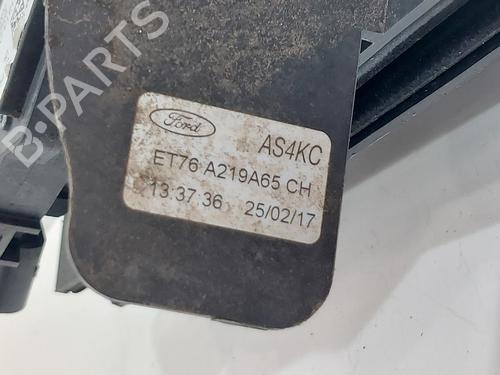 B-PARTS
Ford
AS4KC
ET76 A219A65 CH
13:37:36 25/02/17